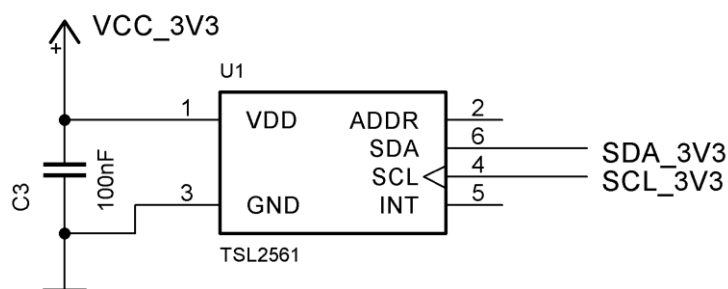 VCC_3V3
+
U1
1
VDD
ADDR
2
SDA
6
SDA_3V3
SCL
4
SCL_3V3
C3
100nF
3
GND
INT
5
TSL2561